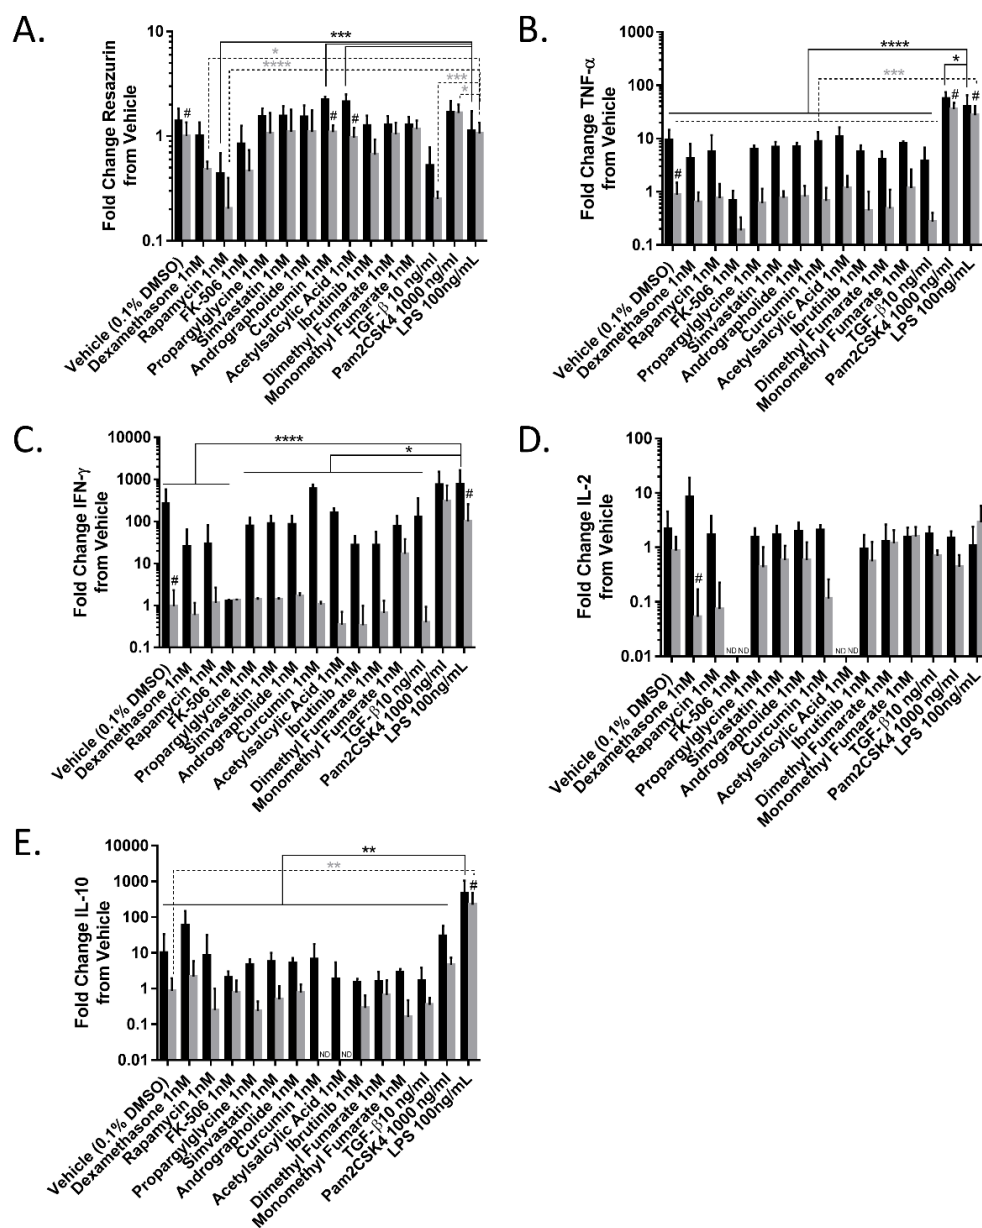 A.
Fold Change Resazurin
from Vehicle
10
1
0.1
***
*
****
***
*
#
#
#
Vehicle (0.1% DMSO)
Dexamethasone 1nM
Rapamycin 1nM
FK-506 1nM
Propargylglycine 1nM
Simvastatin 1nM
Andrographolide 1nM
Curcumin 1nM
Acetylsalcylic Acid 1nM
Ibrutinib 1nM
Dimethyl Fumarate 1nM
Monomethyl Fumarate 1nM
TGF-β 10 ng/ml
Pam2CSK4 1000 ng/ml
LPS 100ng/mL
B.
Fold Change TNF-α
from Vehicle
1000
100
10
1
0.1
****
*
***
#
#
#
Vehicle (0.1% DMSO)
Dexamethasone 1nM
Rapamycin 1nM
FK-506 1nM
Propargylglycine 1nM
Simvastatin 1nM
Andrographolide 1nM
Curcumin 1nM
Acetylsalcylic Acid 1nM
Ibrutinib 1nM
Dimethyl Fumarate 1nM
Monomethyl Fumarate 1nM
TGF-β10 ng/ml
Pam2CSK4 1000 ng/ml
LPS 100ng/mL
C.
Fold Change IFN-γ
from Vehicle
10000
1000
100
10
1
0.1
****
*
#
#
Vehicle (0.1% DMSO)
Dexamethasone 1nM
Rapamycin 1nM
FK-506 1nM
Propargylglycine 1nM
Simvastatin 1nM
Andrographolide 1nM
Curcumin 1nM
Acetylsalcylic Acid 1nM
Ibrutinib 1nM
Dimethyl Fumarate 1nM
Monomethyl Fumarate 1nM
TGF-β10 ng/ml
Pam2CSK4 1000 ng/ml
LPS 100ng/mL
D.
Fold Change IL-2
from Vehicle
100
10
1
0.1
0.01
#
ND ND
ND ND
Vehicle (0.1% DMSO)
Dexamethasone 1nM
Rapamycin 1nM
FK-506 1nM
Propargylglycine 1nM
Simvastatin 1nM
Andrographolide 1nM
Curcumin 1nM
Acetylsalcylic Acid 1nM
Ibrutinib 1nM
Dimethyl Fumarate 1nM
Monomethyl Fumarate 1nM
TGF-β10 ng/ml
Pam2CSK4 1000 ng/ml
LPS 100ng/mL
E.
Fold Change IL-10
from Vehicle
10000
1000
100
10
1
0.1
0.01
**
**
#
ND
ND
Vehicle (0.1% DMSO)
Dexamethasone 1nM
Rapamycin 1nM
FK-506 1nM
Propargylglycine 1nM
Simvastatin 1nM
Andrographolide 1nM
Curcumin 1nM
Acetylsalcylic Acid 1nM
Ibrutinib 1nM
Dimethyl Fumarate 1nM
Monomethyl Fumarate 1nM
TGF-β10 ng/ml
Pam2CSK4 1000 ng/ml
LPS 100ng/mL